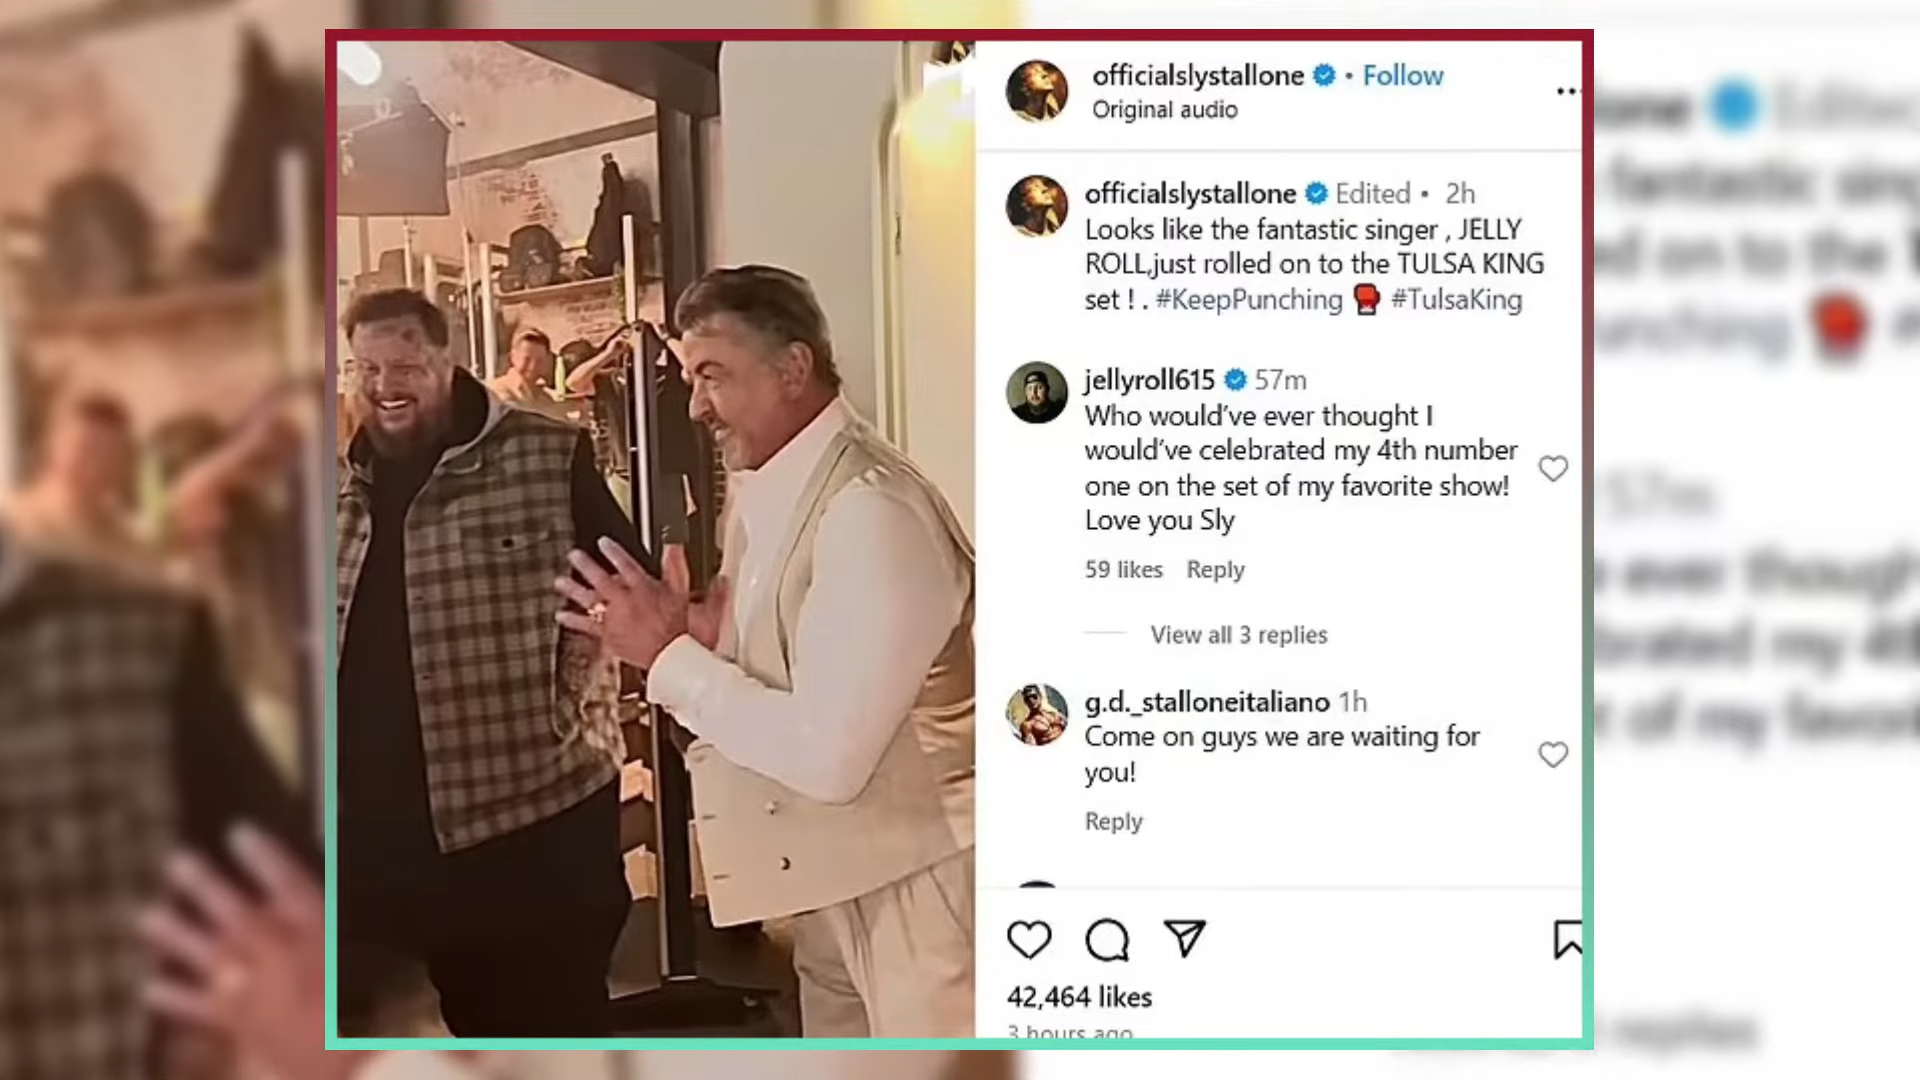 officialslystallone • Follow
Original audio
officialslystallone Edited • 2h
Looks like the fantastic singer , JELLY
ROLL,just rolled on to the TULSA KING
set ! . #KeepPunching 🥊 #TulsaKing
jellyroll615 57m
Who would’ve ever thought I
would’ve celebrated my 4th number
one on the set of my favorite show!
Love you Sly
59 likes Reply
View all 3 replies
g.d._stalloneitaliano 1h
Come on guys we are waiting for
you!
Reply
42,464 likes
3 hours ago